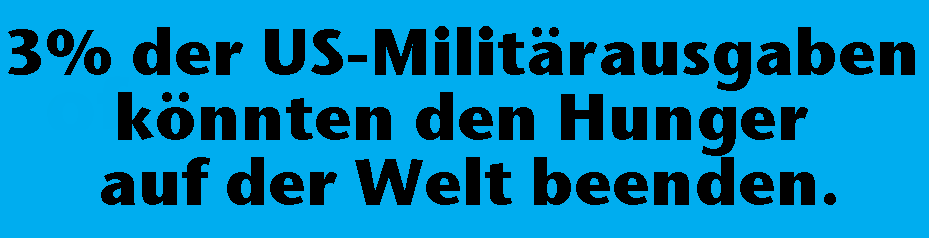 3% der US-Militärausgaben
könnten den Hunger
auf der Welt beenden.